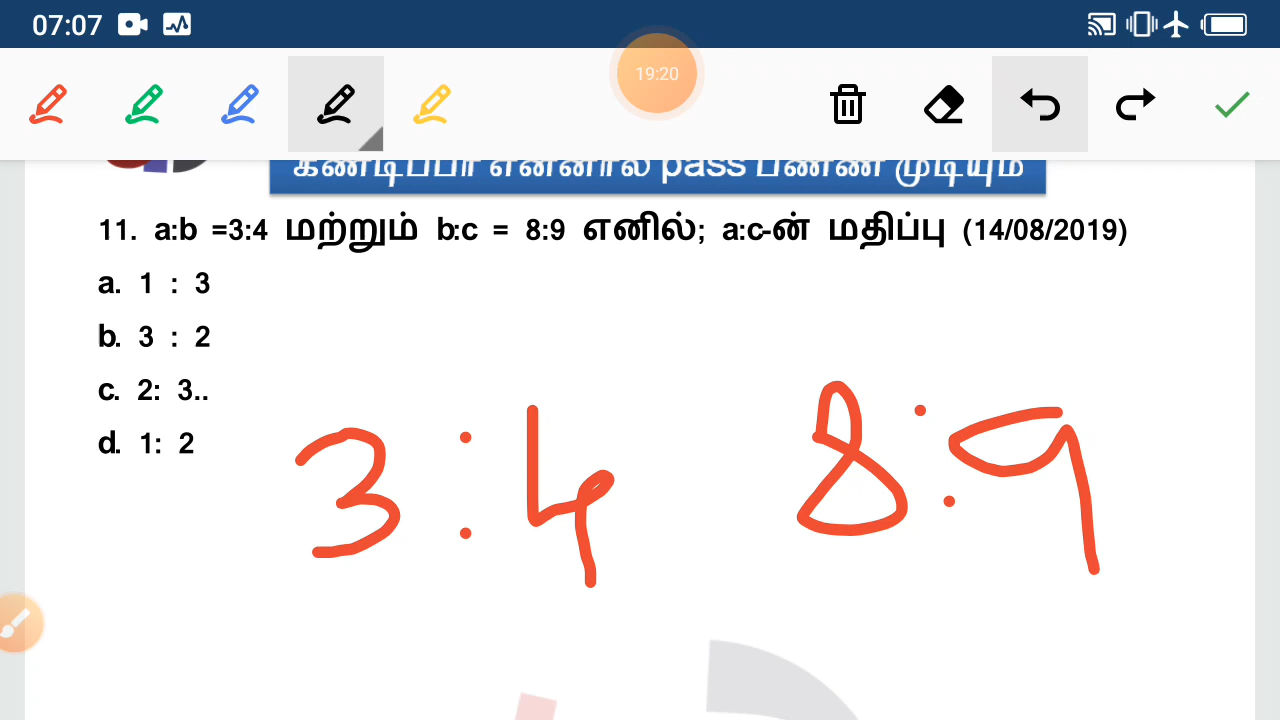 07:07
19:20
கண்டிப்பா என்னால pass பண்ண முடியும்
11. a:b =3:4 மற்றும் b:c = 8:9 எனில்; a:c-ன் மதிப்பு (14/08/2019)
a. 1 : 3
b. 3 : 2
c. 2: 3..
d. 1: 2
3:4 8:9